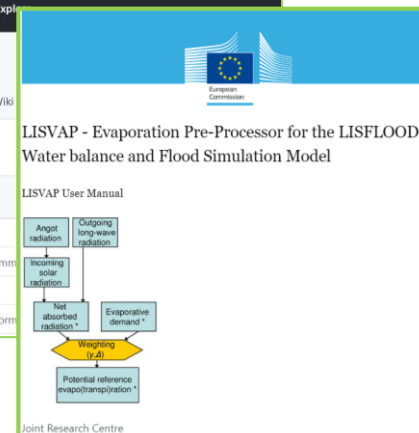 European
Commission
LISVAP - Evaporation Pre-Processor for the LISFLOOD
Water balance and Flood Simulation Model
LISVAP User Manual
Angot
radiation
Outgoing
long-wave
radiation
Incoming
solar
radiation
Net
absorbed
radiation *
Evaporative
demand *
Weighting
(γ,Δ)
Potential reference
evapo(transpi)ration *
Joint Research Centre